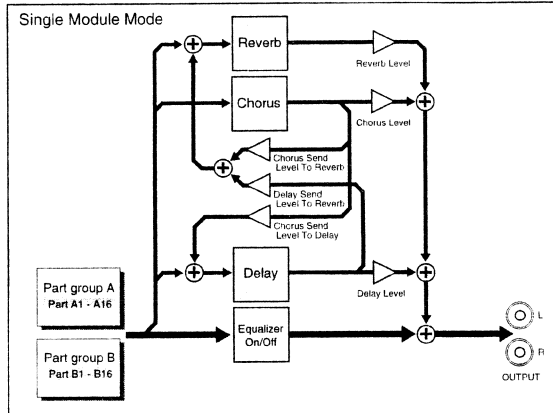 Single Module Mode
Reverb
Reverb Level
Chorus
Chorus Level
Chorus Send
Level To Reverb
Delay Send
Level To Reverb
Chorus Send
Level To Delay
Delay
Delay Level
Part group A
Part A1 - A16
Part group B
Part B1 - B16
Equalizer
On/Off
L
R
OUTPUT